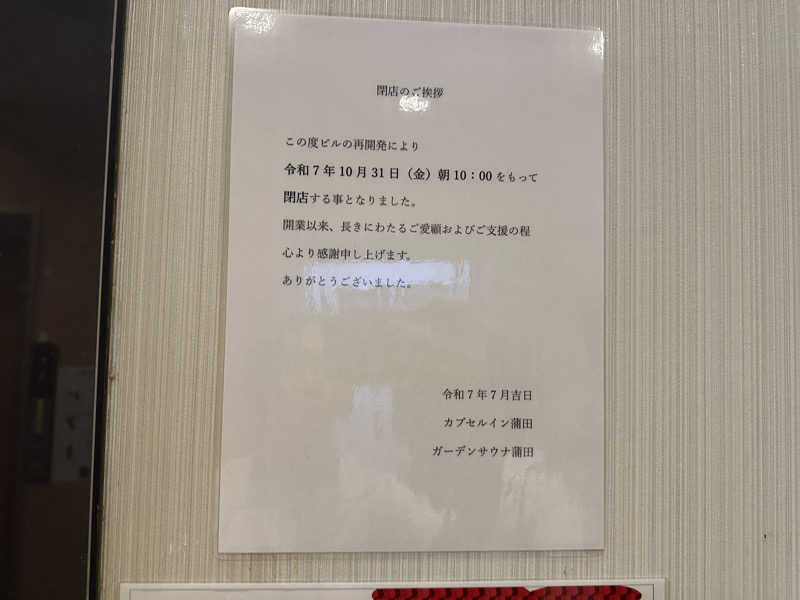 閉店のご挨拶
この度ビルの再開発により
令和7年10月31日（金）朝10：00をもって
閉店する事となりました。
開業以来、長きにわたるご愛顧およびご支援の程
心より感謝申し上げます。
ありがとうございました。
令和7年7月吉日
カプセルイン蒲田
ガーデンサウナ蒲田